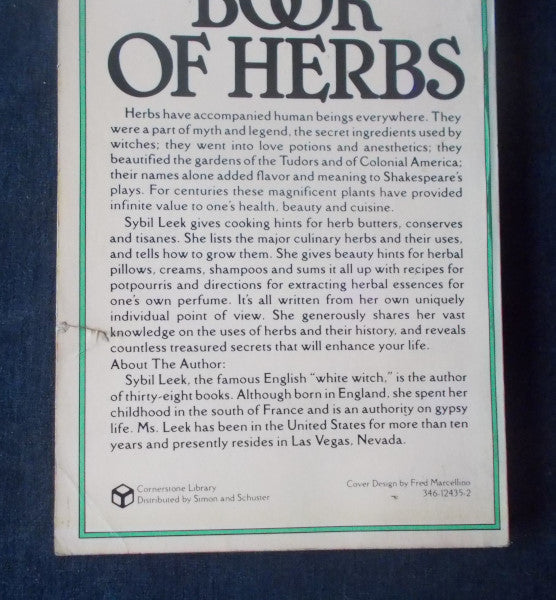 BOOK
OF HERBS
Herbs have accompanied human beings everywhere. They
were a part of myth and legend, the secret ingredients used by
witches; they went into love potions and anesthetics; they
beautified the gardens of the Tudors and of Colonial America;
their names alone added flavor and meaning to Shakespeare's
plays. For centuries these magnificent plants have provided
infinite value to one's health, beauty and cuisine.
Sybil Leek gives cooking hints for herb butters, conserves
and tisanes. She lists the major culinary herbs and their uses,
and tells how to grow them. She gives beauty hints for herbal
pillows, creams, shampoos and sums it all up with recipes for
potpourris and directions for extracting herbal essences for
one's own perfume. It's all written from her own uniquely
individual point of view. She generously shares her vast
knowledge on the uses of herbs and their history, and reveals
countless treasured secrets that will enhance your life.
About The Author:
Sybil Leek, the famous English "white witch," is the author
of thirty-eight books. Although born in England, she spent her
childhood in the south of France and is an authority on gypsy
life. Ms. Leek has been in the United States for more than ten
years and presently resides in Las Vegas, Nevada.
Cornerstone Library
Distributed by Simon and Schuster
Cover Design by Fred Marcellino
346-12435-2